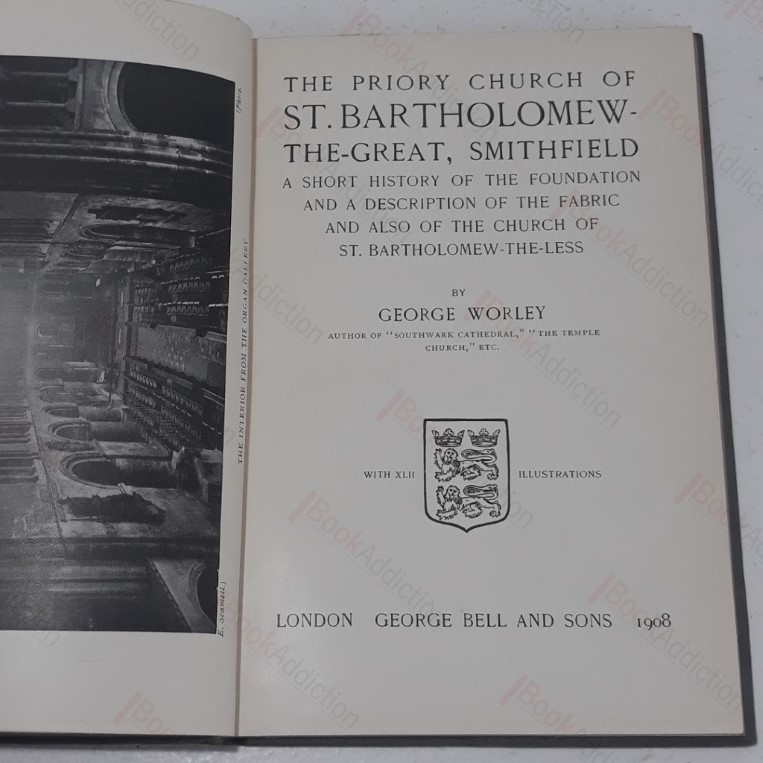 THE PRIORY CHURCH OF
ST. BARTHOLOMEW-
THE-GREAT, SMITHFIELD
A SHORT HISTORY OF THE FOUNDATION
AND A DESCRIPTION OF THE FABRIC
AND ALSO OF THE CHURCH OF
ST. BARTHOLOMEW-THE-LESS
BY
GEORGE WORLEY
AUTHOR OF "SOUTHWARK CATHEDRAL," "THE TEMPLE
CHURCH," ETC.
WITH XLII ILLUSTRATIONS
LONDON GEORGE BELL AND SONS 1908
THE INTERIOR FROM THE ORGAN GALLERY
BookAddiction